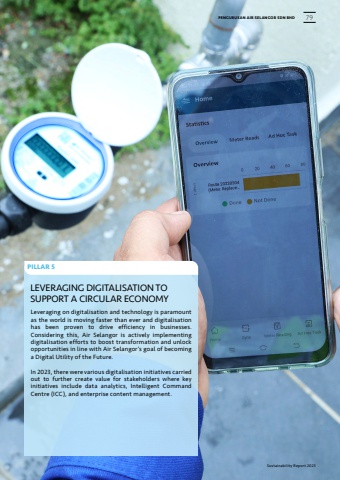 PENGURUSAN AIR SELANGOR SDN BHD 79
Home
Statistics
Overview Meter Reads Ad Hoc Task
Overview
Done Not Done
PILLAR 5
LEVERAGING DIGITALISATION TO
SUPPORT A CIRCULAR ECONOMY
Leveraging on digitalisation and technology is paramount
as the world is moving faster than ever and digitalisation
has been proven to drive efficiency in businesses.
Considering this, Air Selangor is actively implementing
digitalisation efforts to boost transformation and unlock
opportunities in line with Air Selangor's goal of becoming
a Digital Utility of the Future.
In 2023, there were various digitalisation initiatives carried
out to further create value for stakeholders where key
initiatives include data analytics, Intelligent Command
Centre (ICC), and enterprise content management.
Sustainability Report 2023